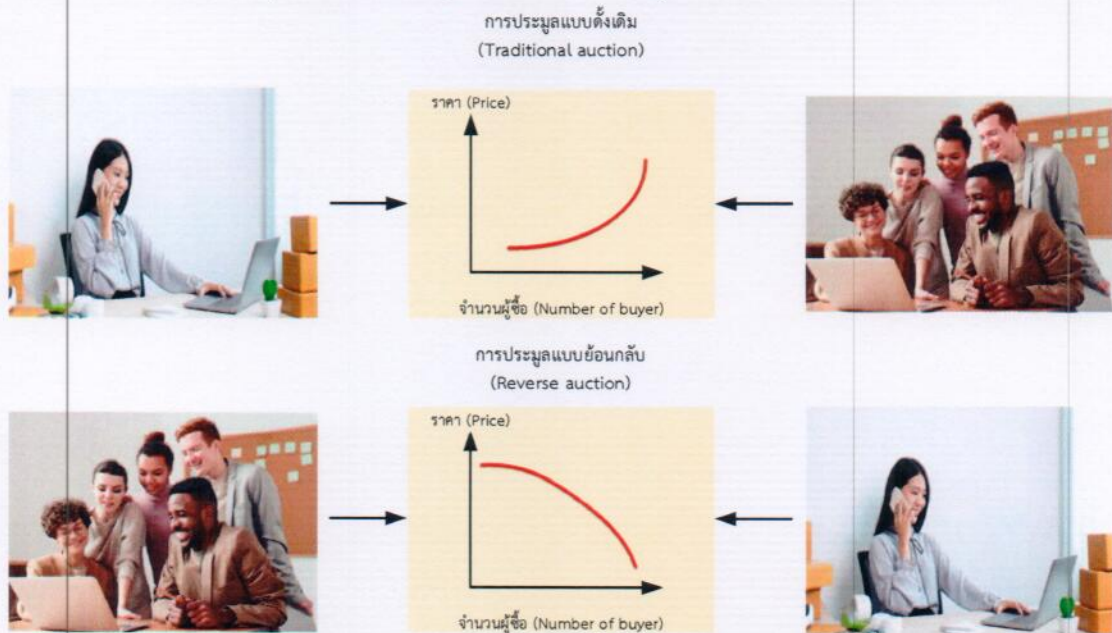 การประมูลแบบดั้งเดิม
(Traditional auction)
ราคา (Price)
จำนวนผู้ซื้อ (Number of buyer)
การประมูลแบบย้อนกลับ
(Reverse auction)
ราคา (Price)
จำนวนผู้ซื้อ (Number of buyer)